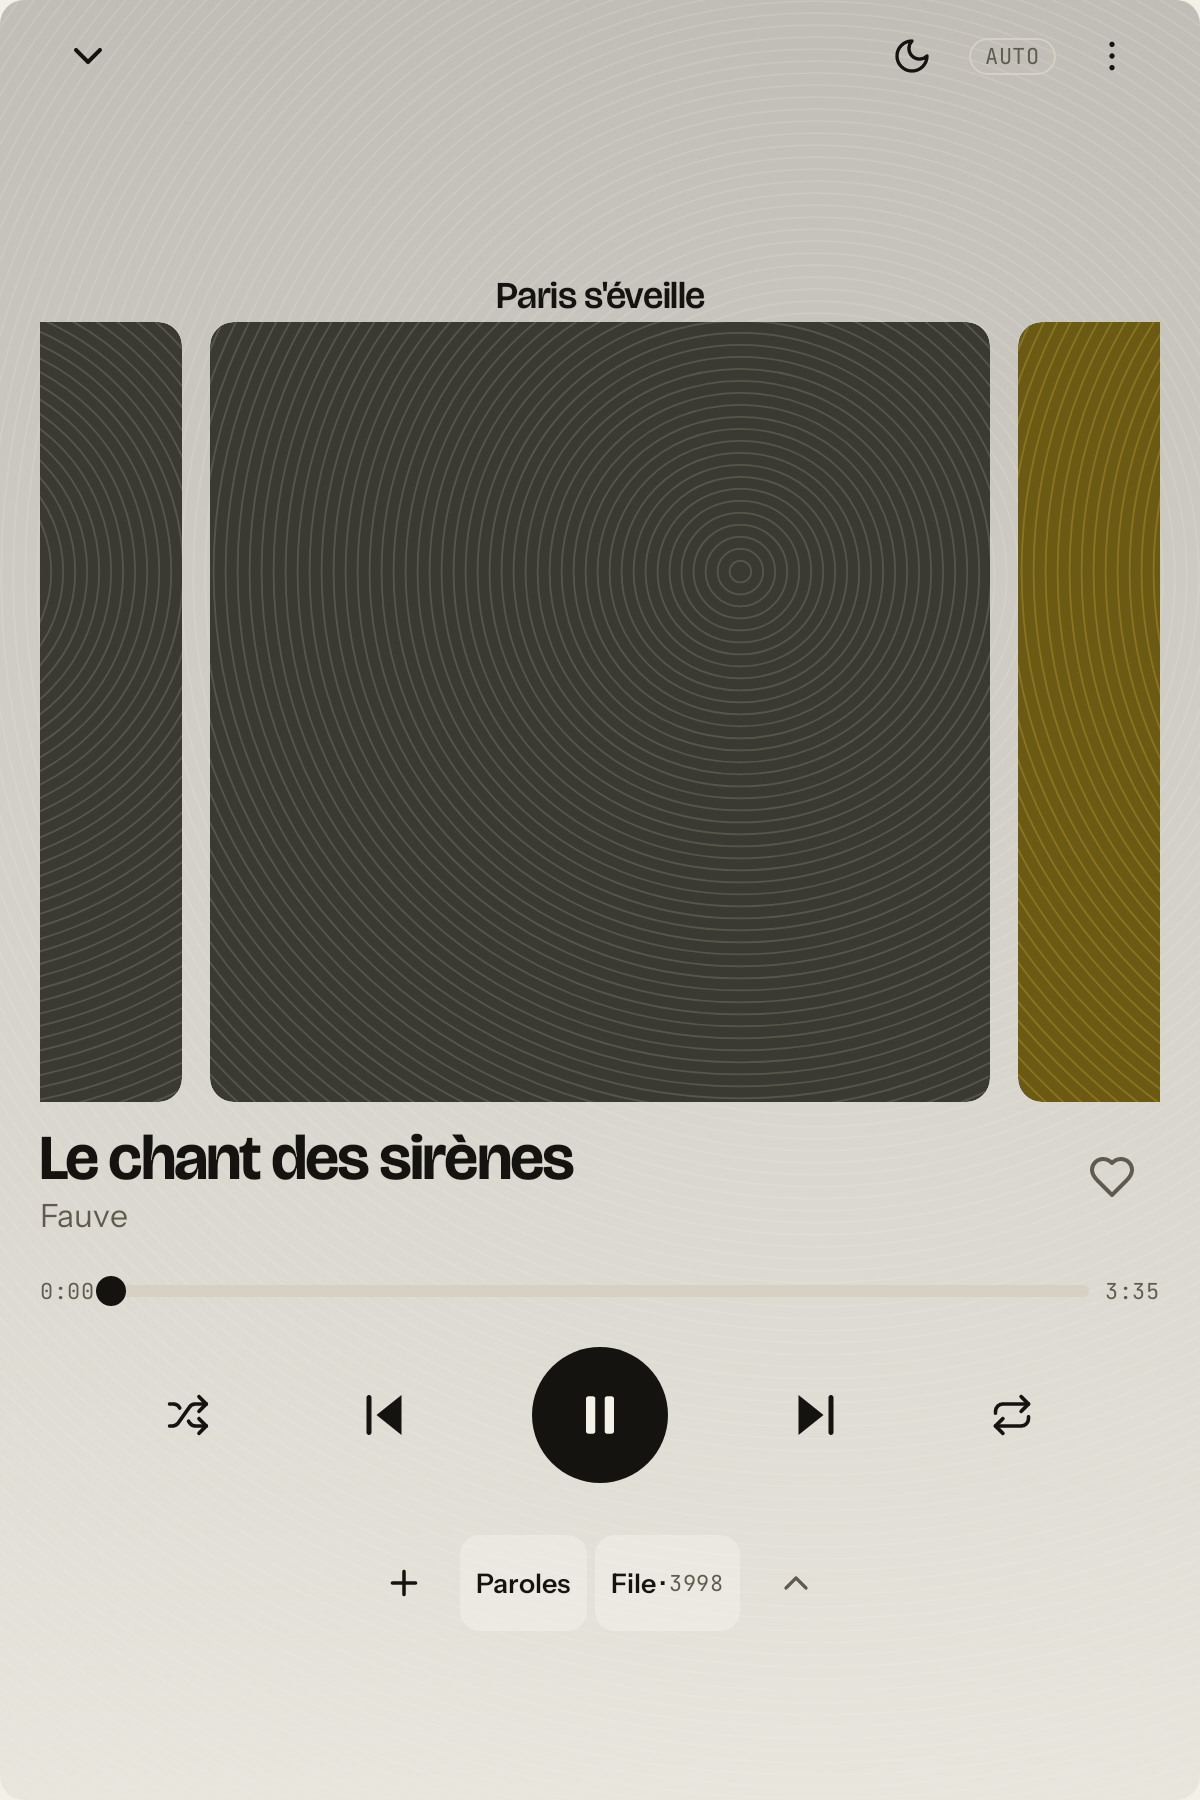 AUTO
Paris s'éveille
Le chant des sirènes
Fauve
0:00 3:35
Paroles File·3998